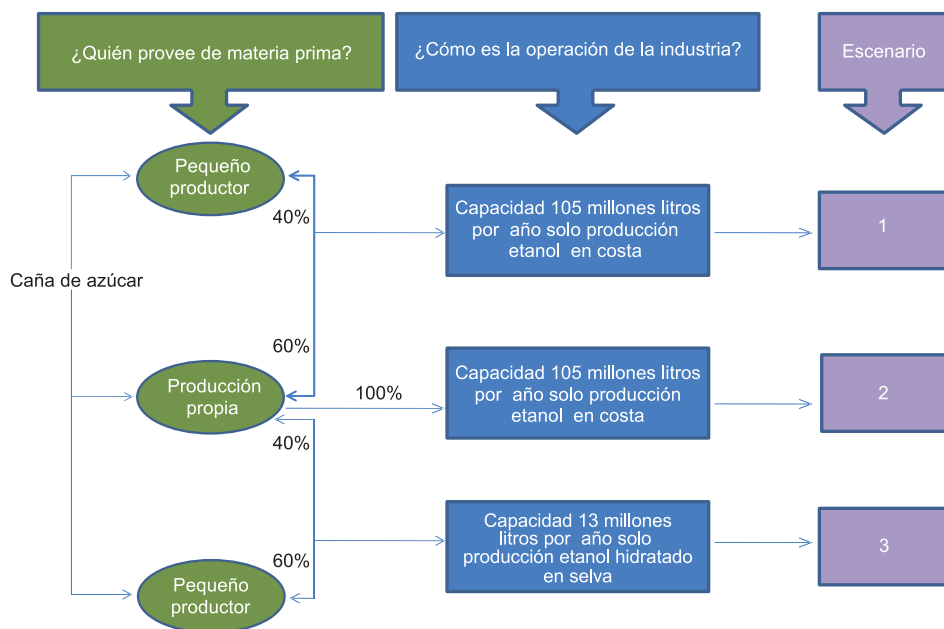 ¿Quién provee de materia prima?
¿Cómo es la operación de la industria?
Escenario
Pequeño
productor
40%
Capacidad 105 millones litros
por año solo producción
etanol en costa
1
Caña de azúcar
60%
Producción
propia
100%
Capacidad 105 millones litros
por año solo producción
etanol en costa
2
40%
60%
Capacidad 13 millones
litros por año solo
producción etanol hidratado
en selva
3
Pequeño
productor